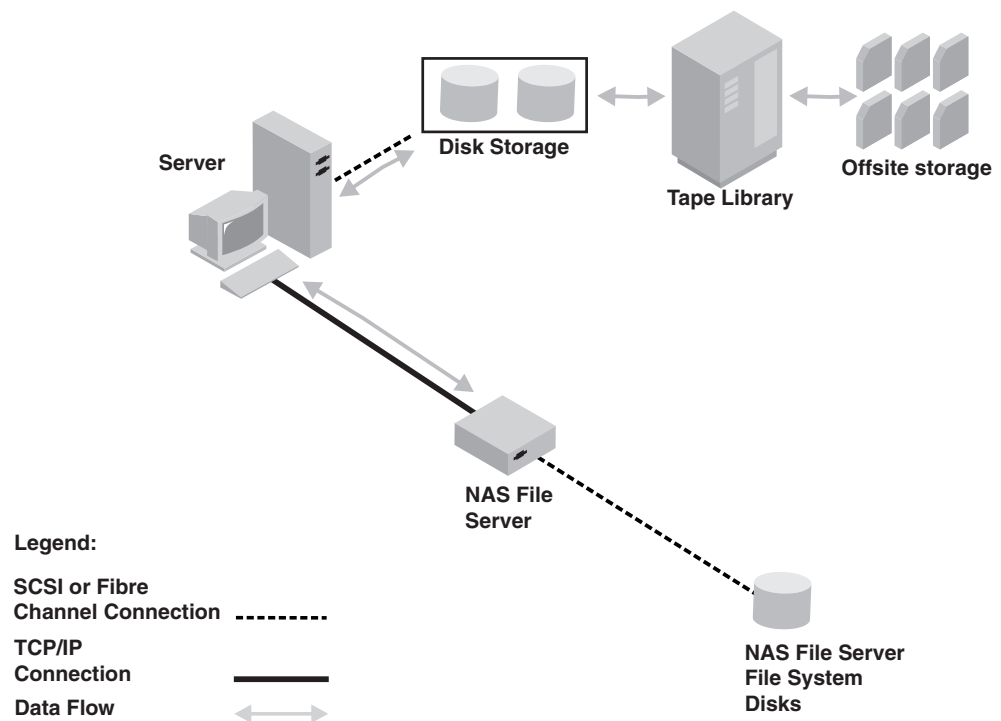 Server
Disk Storage
Tape Library
Offsite storage
NAS File
Server
NAS File Server
File System
Disks
Legend:
SCSI or Fibre
Channel Connection
TCP/IP
Connection
Data Flow